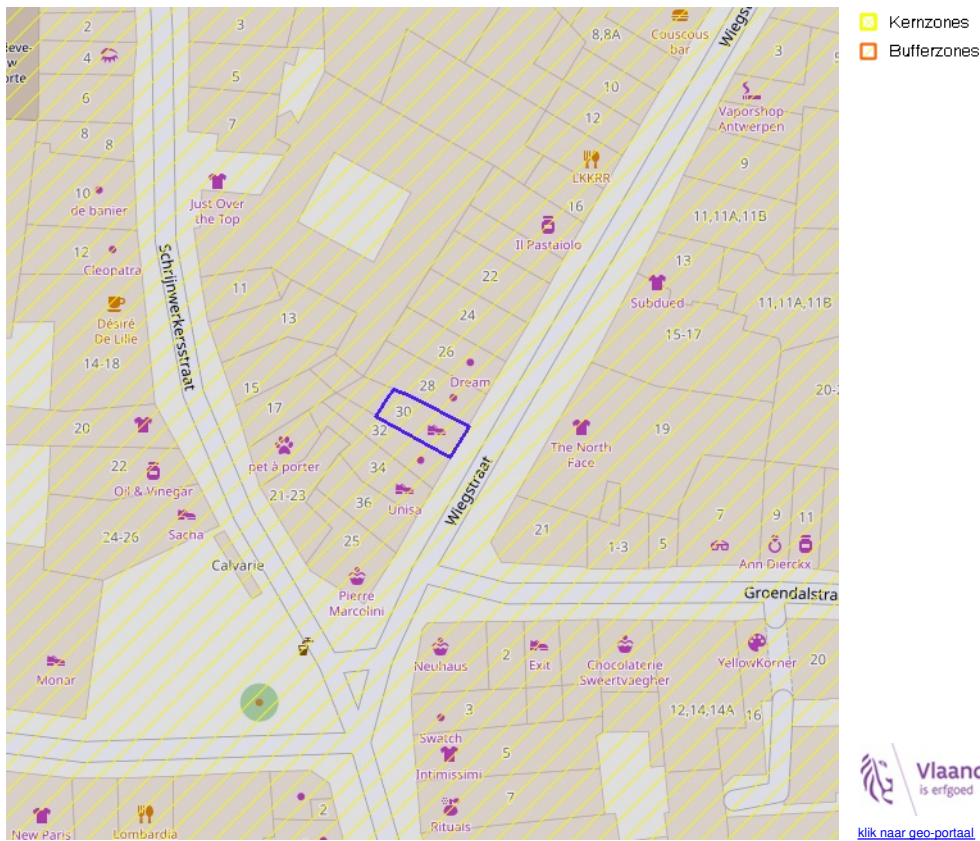 2
3
8,8A
Couscous
bar
Wiegs
3
Kernzones
Bufferzones
4
5
10
Vaporshop
Antwerpen
6
12
7
8
8
LKKRR
9
10
de banier
Just Over
the Top
16
11,11A,11B
Il Pastaiolo
12
Cleopatra
Schrijnwerkersstraat
22
13
Subdued
11
Désiré
De Lille
13
24
11,11A,11B
15-17
14-18
26
28
Dream
15
17
30
20
32
19
20
The North
Face
pet à porter
34
22
Oil & Vinegar
21-23
36
Unisa
Wiegstraat
Sacha
24-26
25
21
1-3
5
7
9
11
Ann Dierckx
Calvarie
Pierre
Marcolini
Groendalstra
Monar
Neuhaus
2
Exit
Chocolaterie
Sweertvaegher
YellowKorner
20
3
12,14,14A
16
Swatch
5
Intimissimi
7
Rituals
2
New Paris
Lombardia
Vlaand
is erfgoed
klik naar geo-portaal